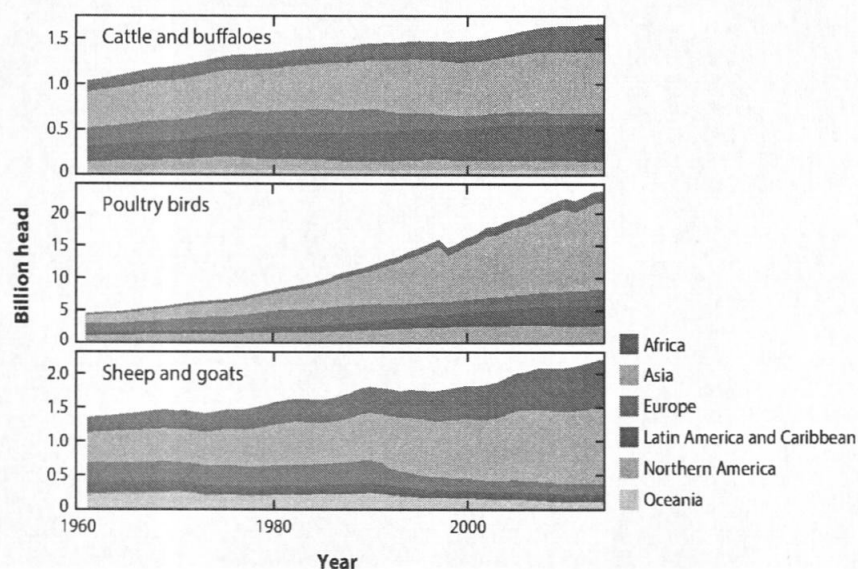 Cattle and buffaloes
1.5
1.0
0.5
0
Poultry birds
20
15
10
5
0
Billion head
Sheep and goats
2.0
1.5
1.0
0.5
0
1960 1980 2000
Year
Africa
Asia
Europe
Latin America and Caribbean
Northern America
Oceania